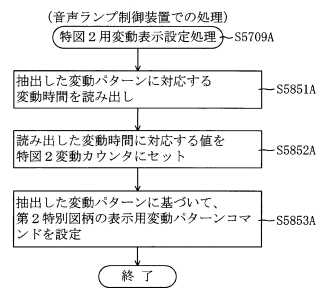 (音声ランプ制御装置での処理)
特図2用変動表示設定処理
S5709A
抽出した変動パターンに対応する
変動時間を読み出し
S5851A
読み出した変動時間に対応する値を
特図2変動カウンタにセット
S5852A
抽出した変動パターンに基づいて、
第2特別図柄の表示用変動パターンコマ
ンドを設定
S5853A
終了